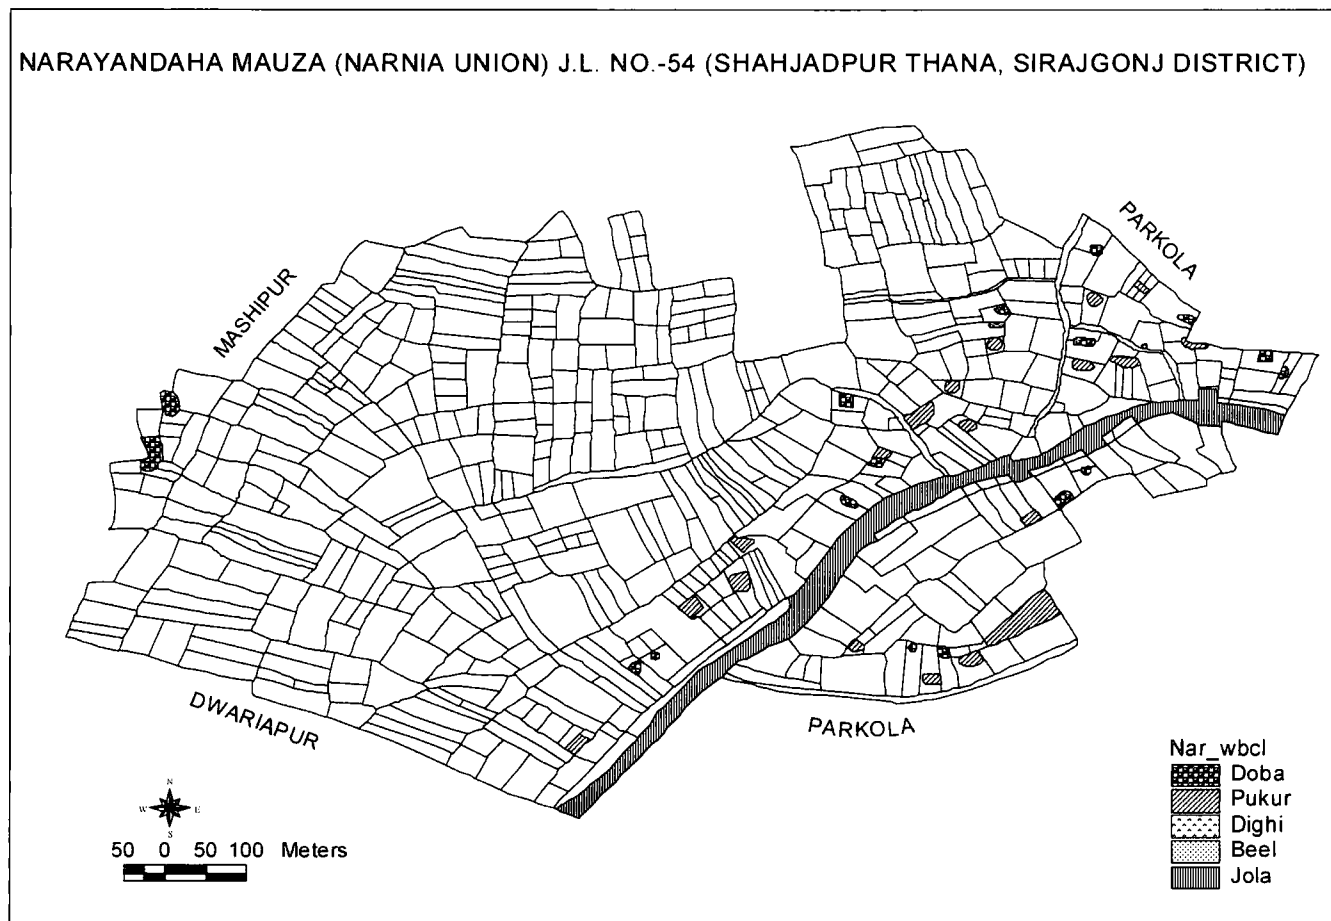 NARAYANDAHA MAUZA (NARNIA UNION) J.L. NO.-54 (SHAHJADPUR THANA, SIRAJGONJ DISTRICT)
PARKOLA
MASHIPUR
DWARIAPUR
PARKOLA
Nar_wbcl
Doba
Pukur
Dighi
Beel
Jola
N
W E
S
50 0 50 100 Meters